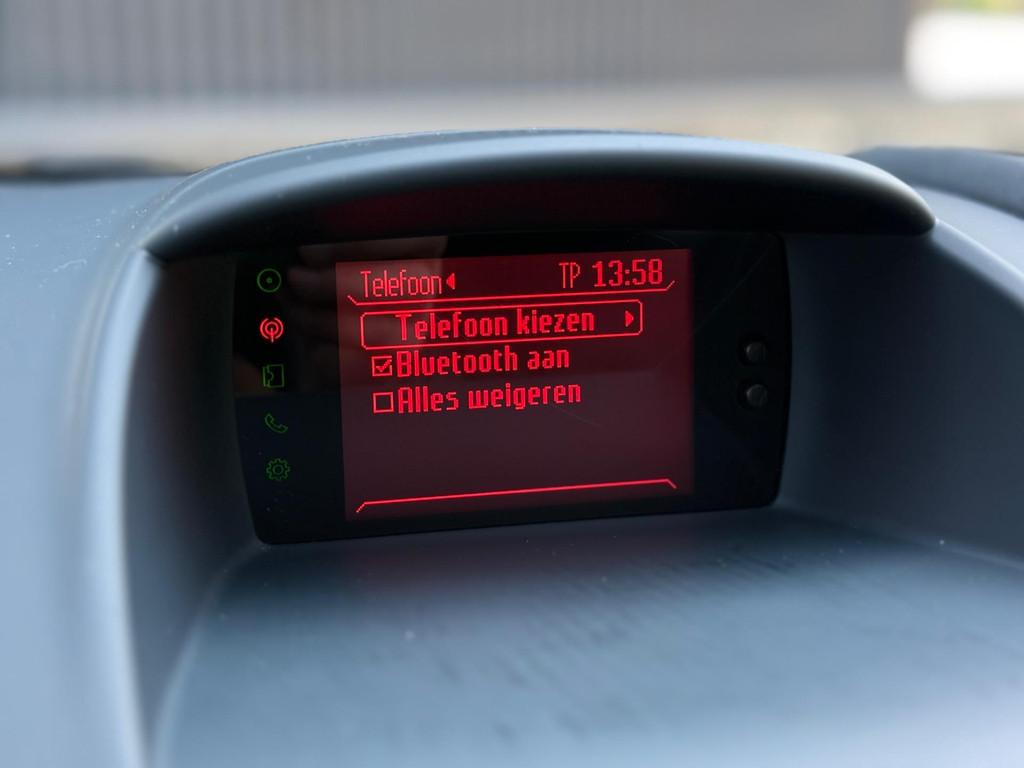 Telefoon TP 13:58
Telefoon kiezen
Bluetooth aan
Alles weigeren